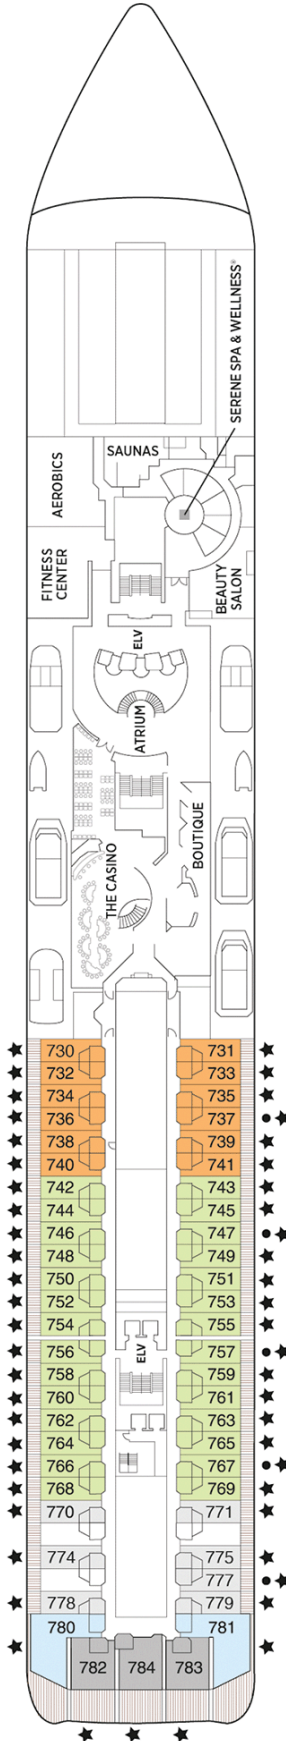 SERENE SPA & WELLNESS®
SAUNAS
AEROBICS
FITNESS
CENTER
BEAUTY
SALON
ELV
ATRIUM
BOUTIQUE
THE CASINO
730 731
732 733
734 735
736 737
738 739
740 741
742 743
744 745
746 747
748 749
750 751
752 753
754 755
ELV
756 757
758 759
760 761
762 763
764 765
766 767
768 769
770 771
774 775
777
778 779
780 781
782 784 783